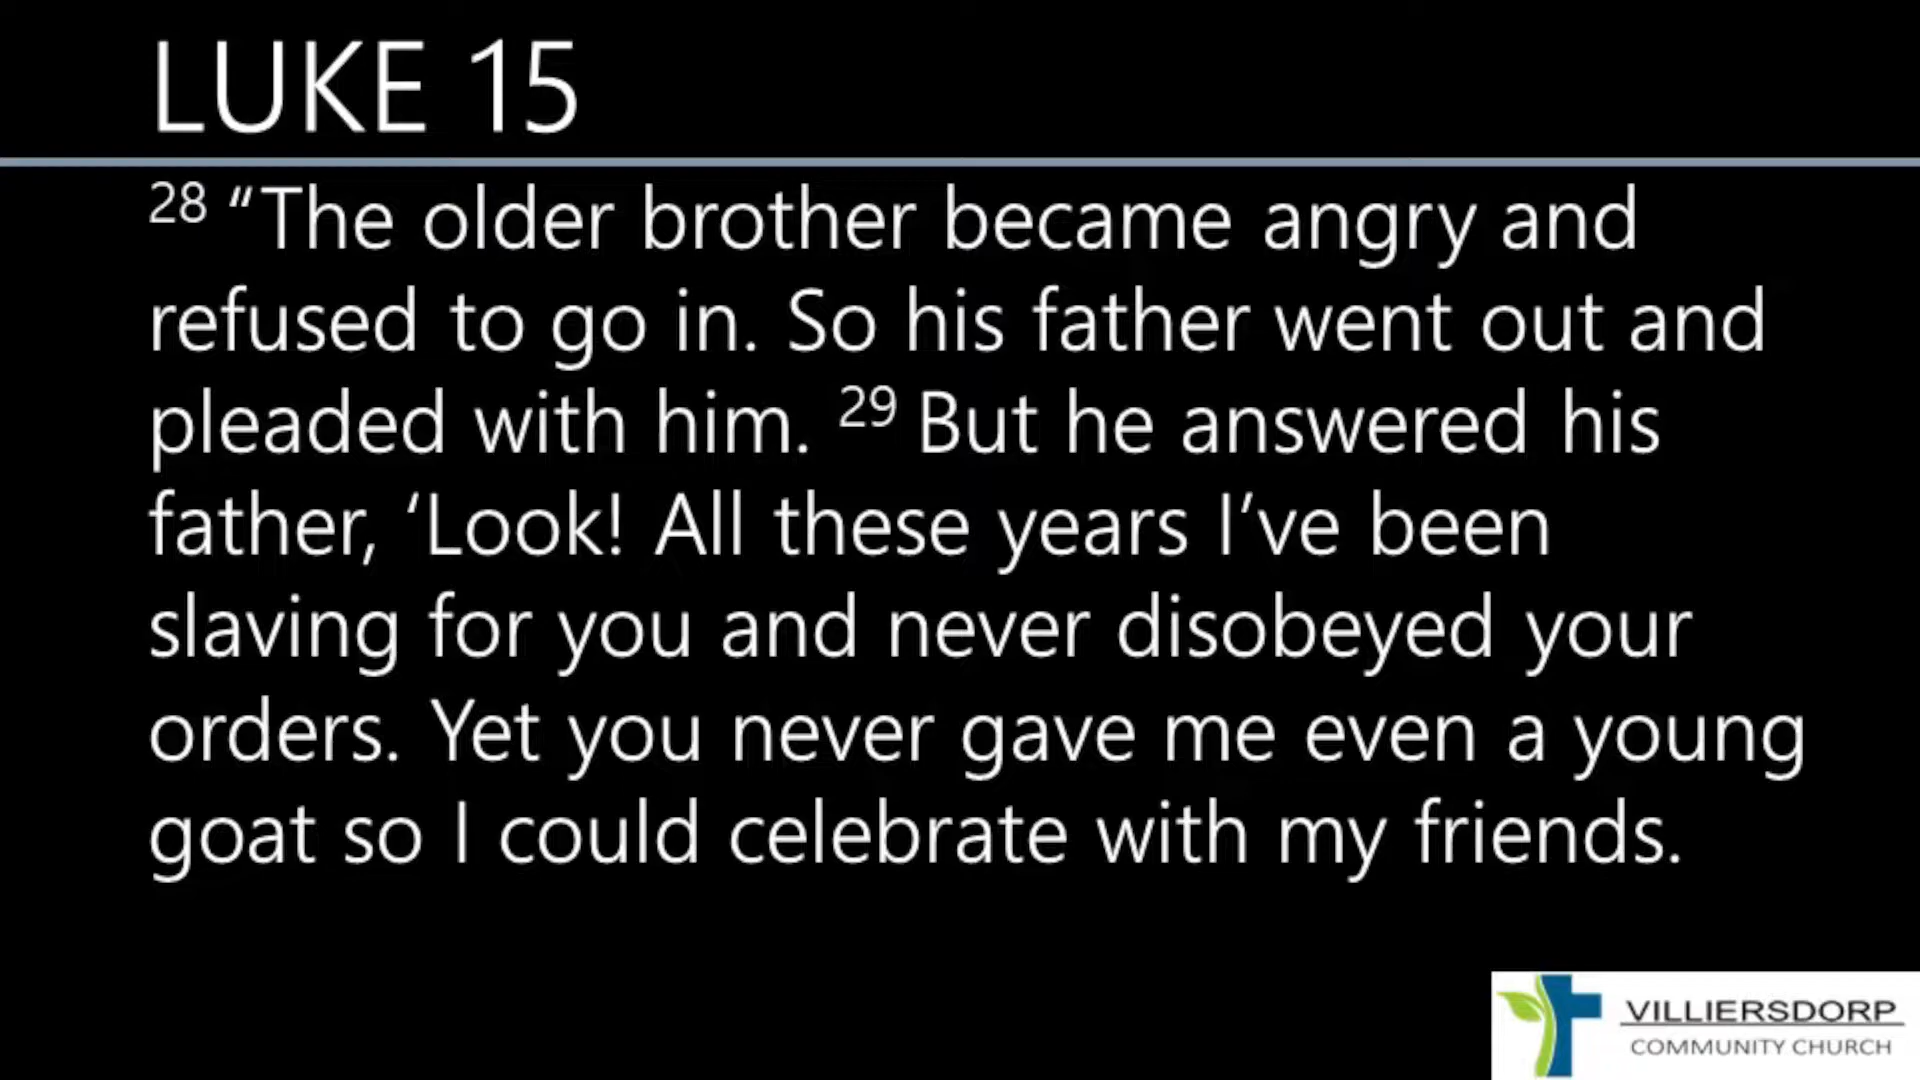 LUKE 15
28 “The older brother became angry and
refused to go in. So his father went out and
pleaded with him. 29 But he answered his
father, ‘Look! All these years I’ve been
slaving for you and never disobeyed your
orders. Yet you never gave me even a young
goat so I could celebrate with my friends.
VILLIERSDORP
COMMUNITY CHURCH